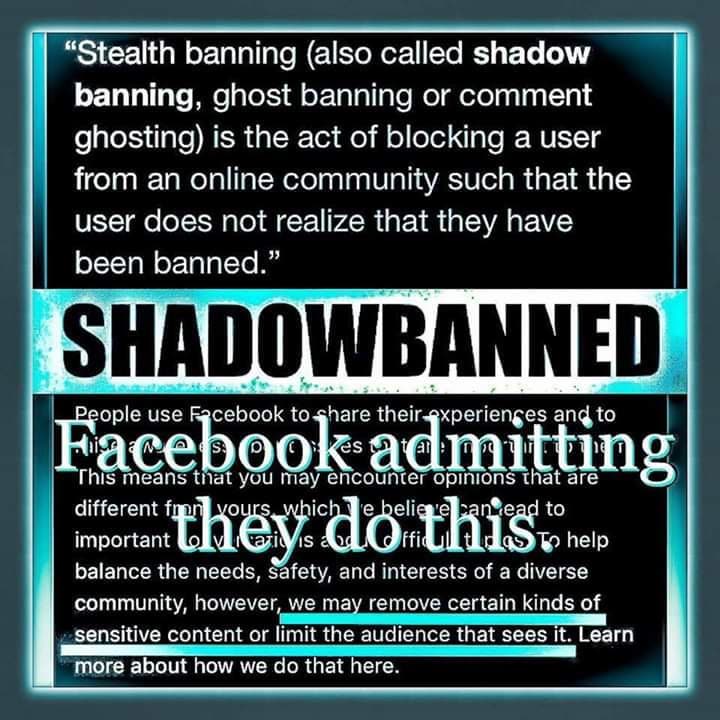 “Stealth banning (also called shadow
banning, ghost banning or comment
ghosting) is the act of blocking a user
from an online community such that the
user does not realize that they have
been banned.”
SHADOWBANNED
People use Facebook to share their experiences and to
Facebook admitting
This means that you may encounter opinions that are
different from yours, which we believe can lead to
they do this.
important To help
balance the needs, safety, and interests of a diverse
community, however, we may remove certain kinds of
sensitive content or limit the audience that sees it. Learn
more about how we do that here.